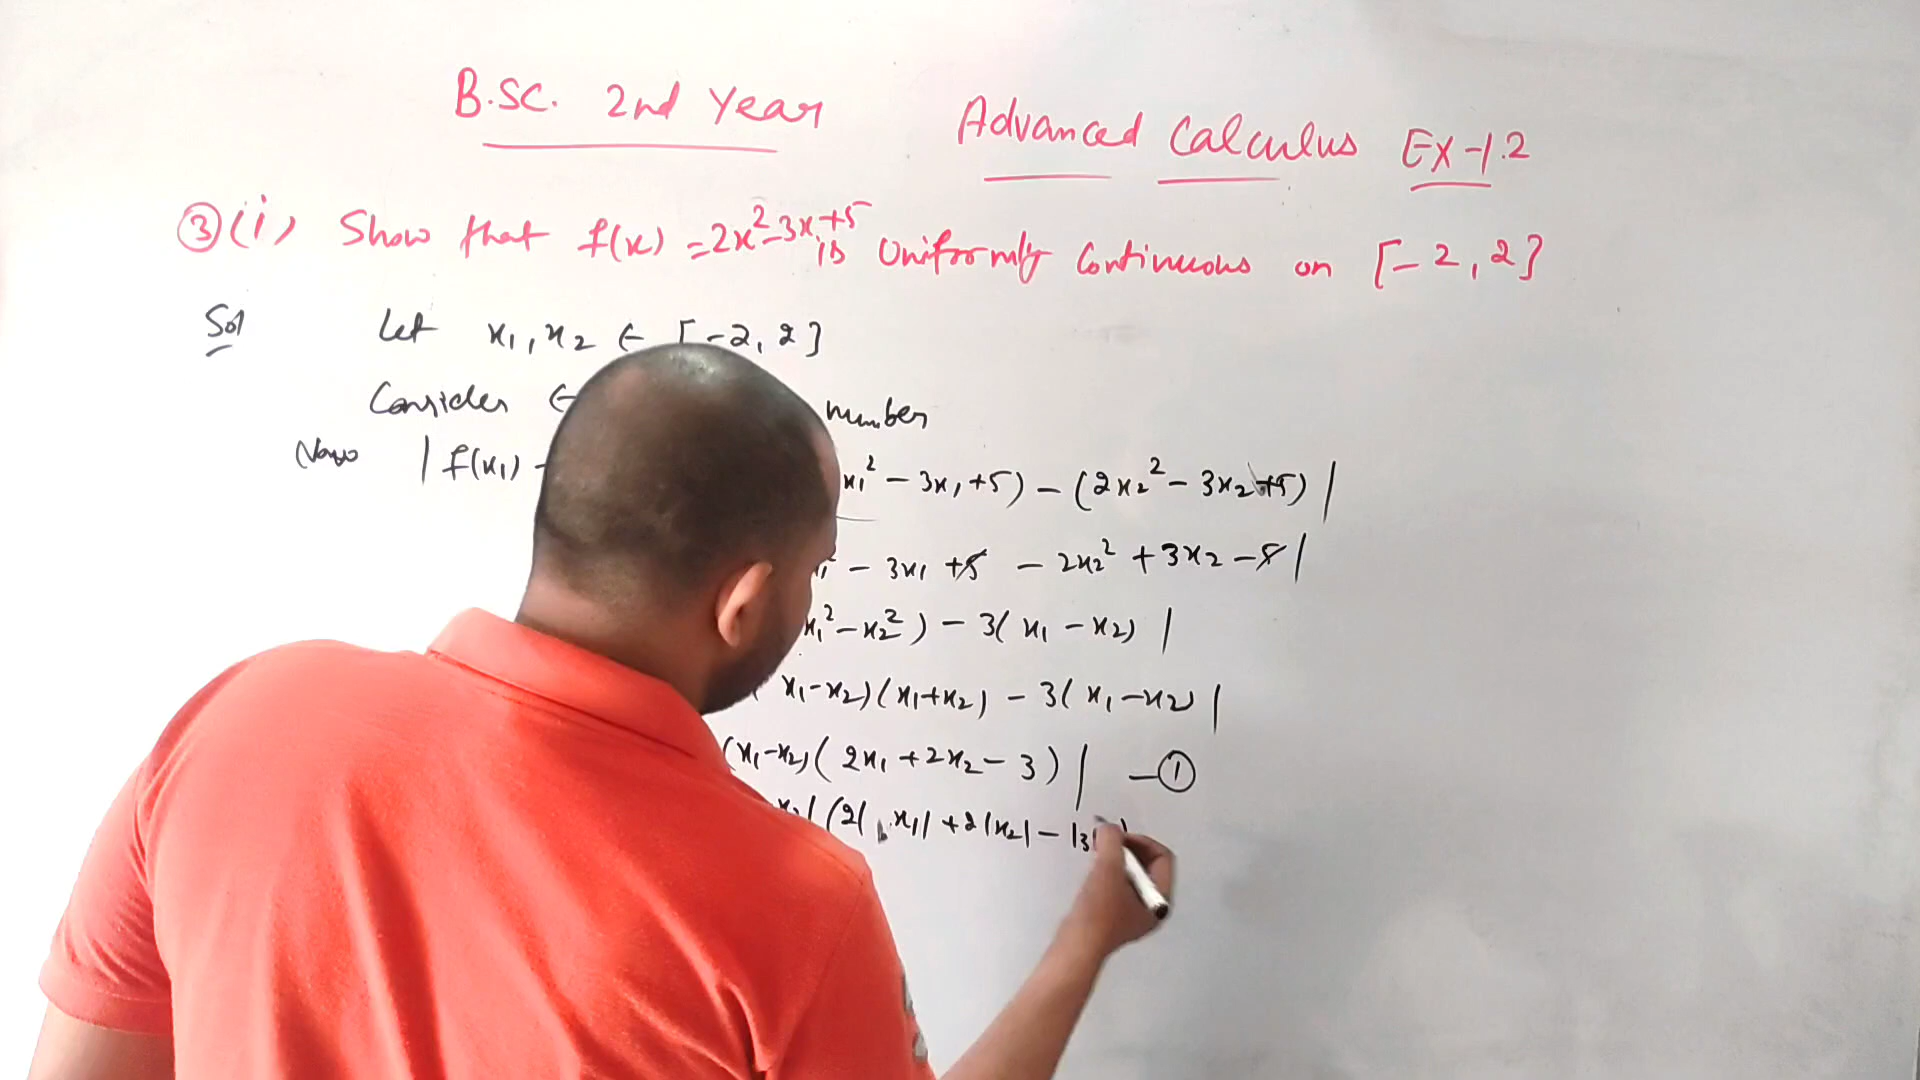 B.SC. 2nd Year Advanced Calculus EX-1.2
③(i) Show that f(x) = 2x²-3x+5 is Uniformly Continuous on [-2, 2]
Sol Let x₁, x₂ ∈ [-2, 2]
Consider ∈ number
Now |f(x₁) - x₁² - 3x₁ +5) - (2x₂² - 3x₂ +5) |
- 3x₁ +5 - 2x₂² + 3x₂ - 5 |
x₁² - x₂² ) - 3( x₁ - x₂) |
x₁-x₂)(x₁+x₂) - 3( x₁ - x₂) |
(x₁-x₂)( 2x₁ + 2x₂ - 3) | - ①
x₂| (2| x₁| + 2|x₂| - |3|